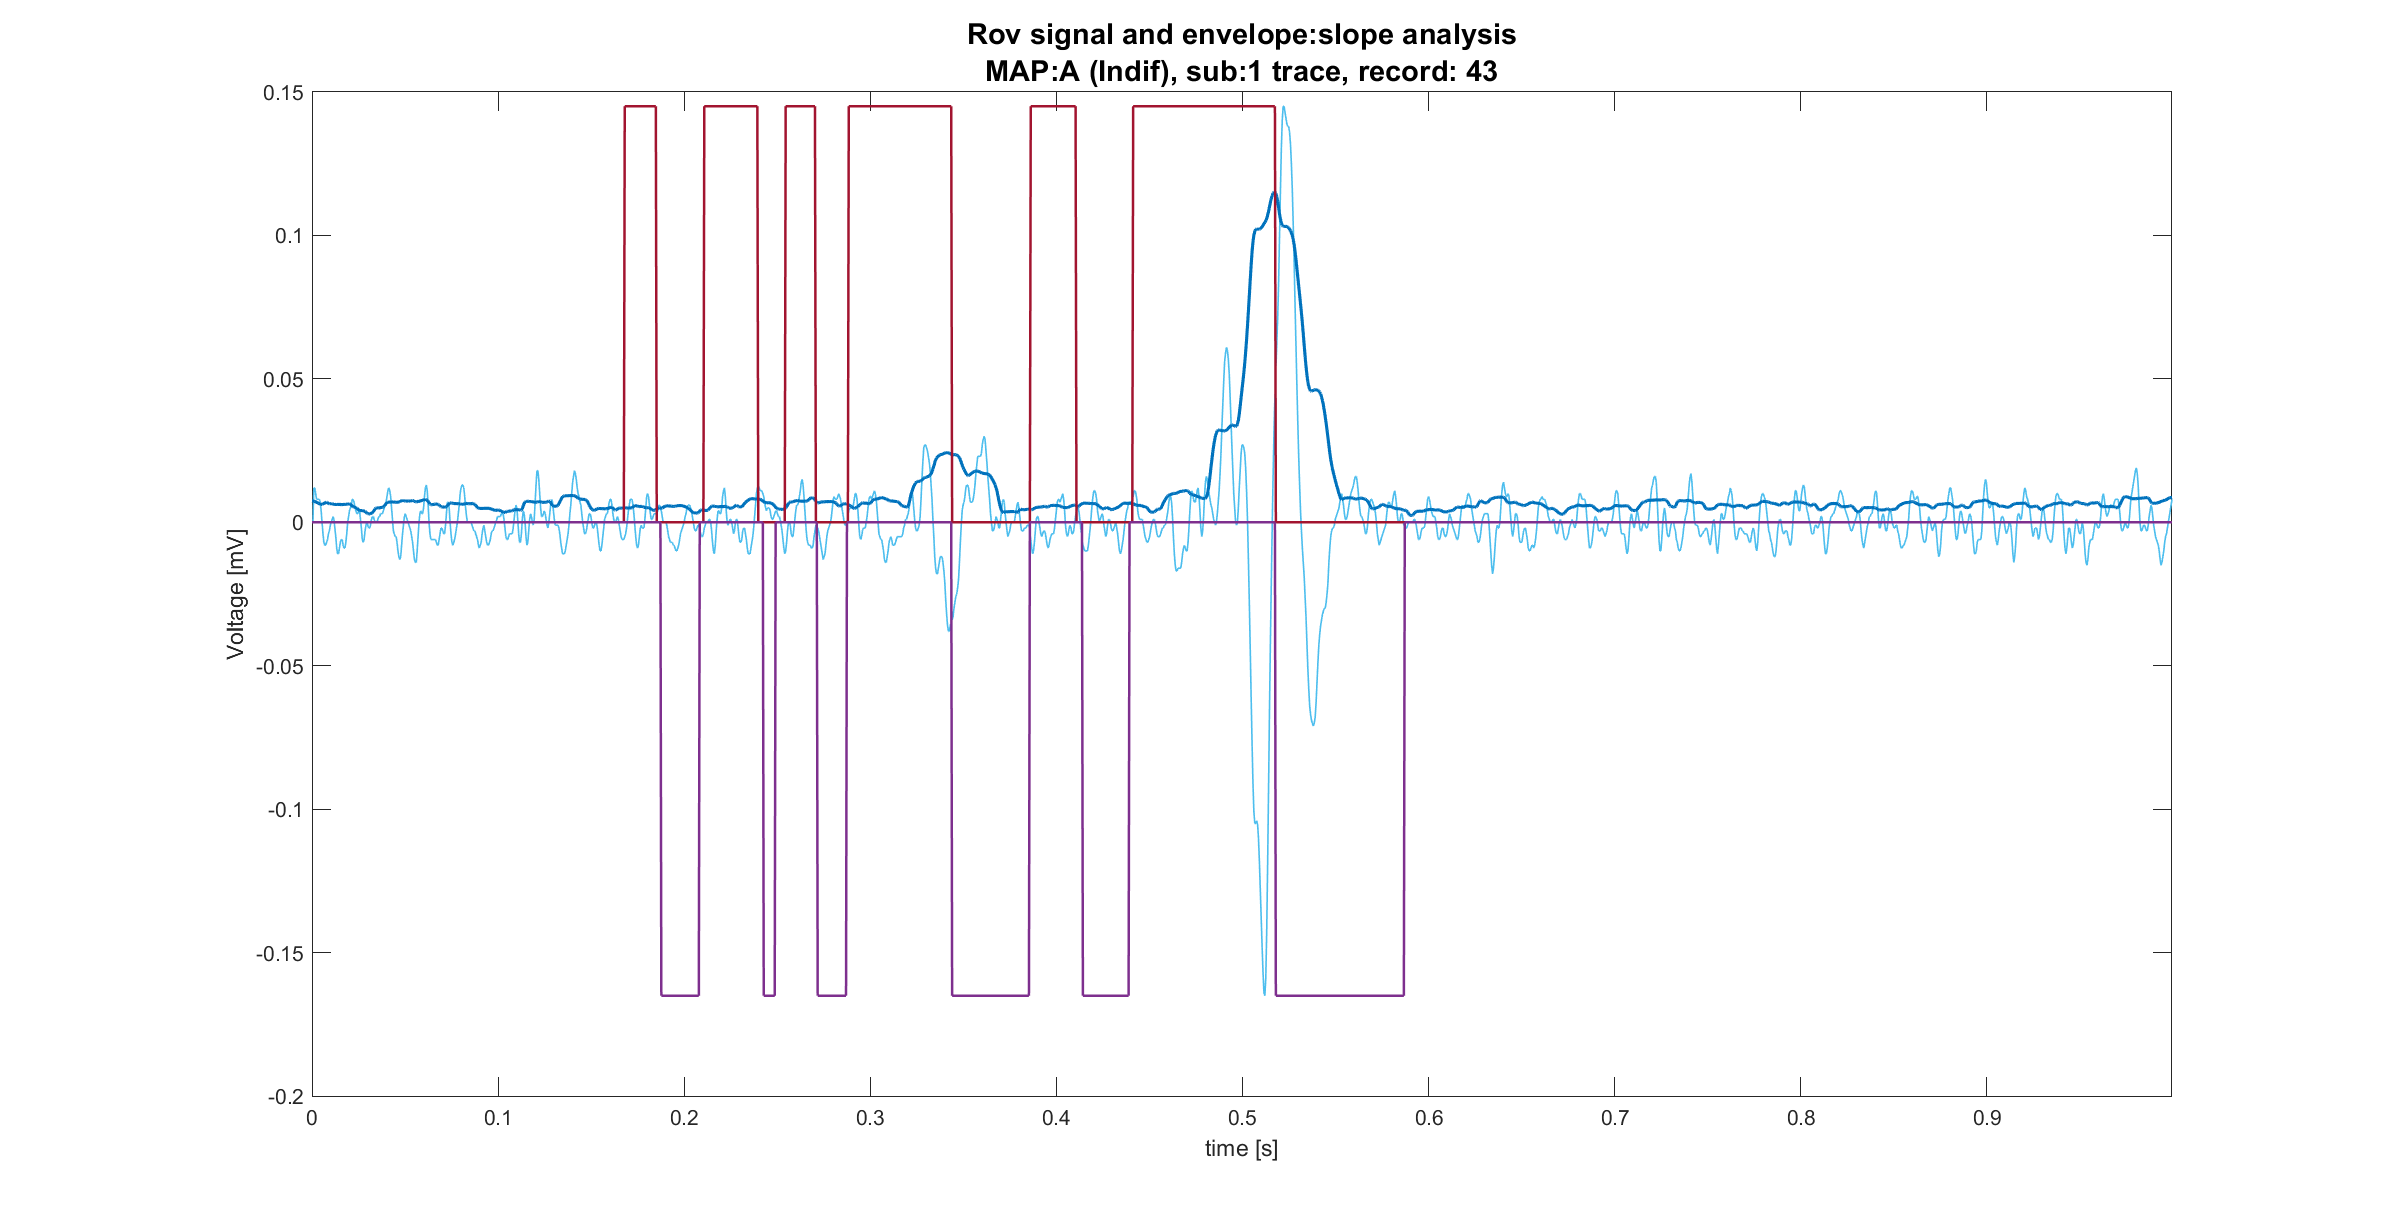 Rov signal and envelope:slope analysis
MAP:A (Indif), sub:1 trace, record: 43
0.15
0.1
0.05
0
-0.05
-0.1
-0.15
-0.2
Voltage [mV]
0 0.1 0.2 0.3 0.4 0.5 0.6 0.7 0.8 0.9
time [s]